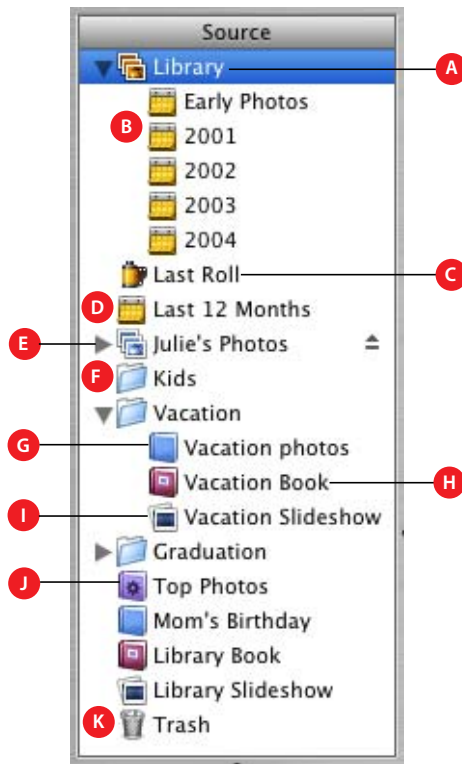 Source
Library
A
Early Photos
B
2001
2002
2003
2004
Last Roll
C
D
Last 12 Months
E
Julie's Photos
F
Kids
Vacation
G
Vacation photos
Vacation Book
H
I
Vacation Slideshow
Graduation
J
Top Photos
Mom's Birthday
Library Book
Library Slideshow
K
Trash